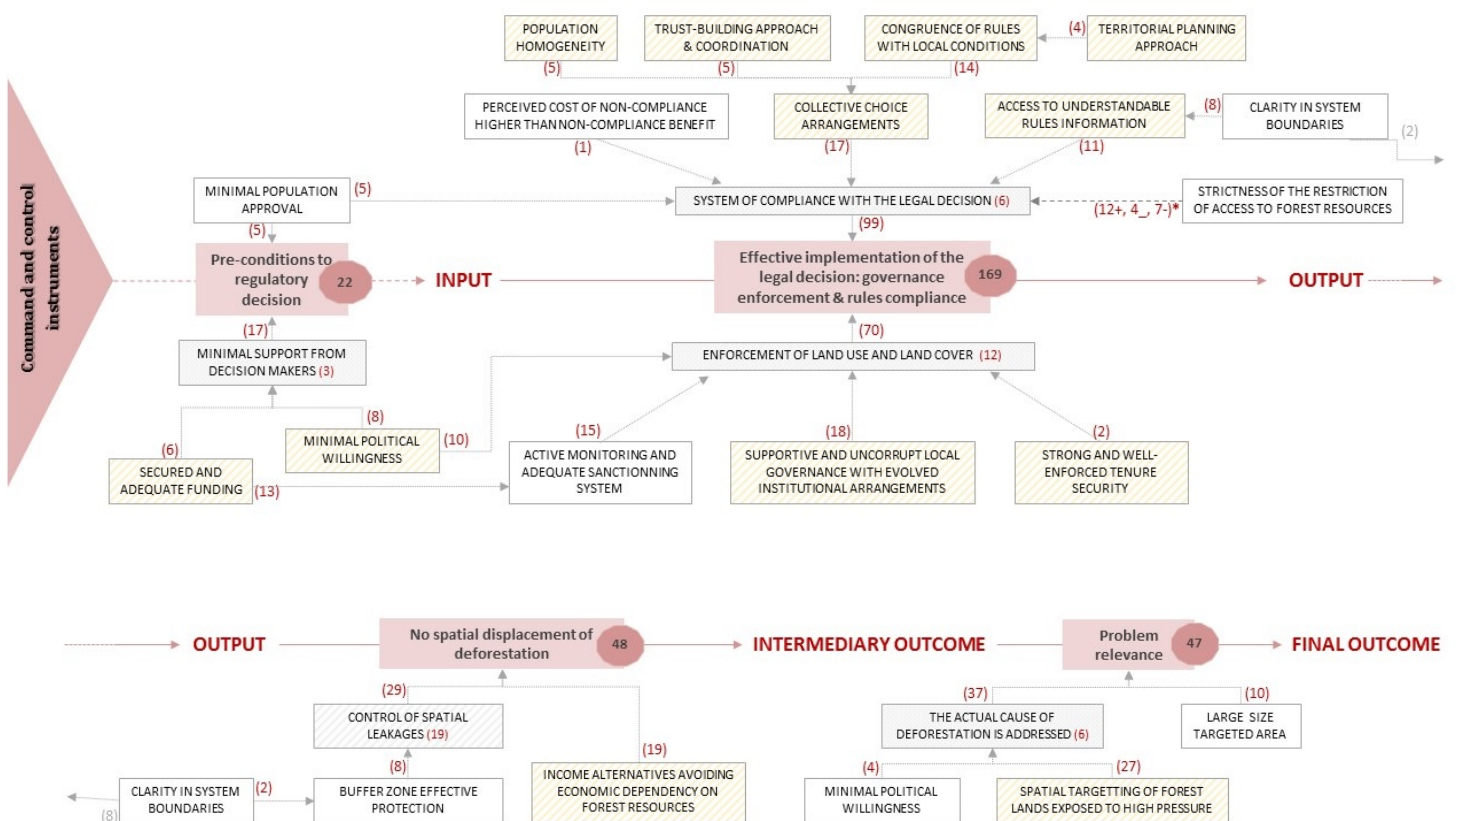 POPULATION
HOMOGENEITY
TRUST-BUILDING APPROACH
& COORDINATION
CONGRUENCE OF RULES
WITH LOCAL CONDITIONS
(4)
TERRITORIAL PLANNING
APPROACH
(5)
(5)
(14)
PERCEIVED COST OF NON-COMPLIANCE
HIGHER THAN NON-COMPLIANCE BENEFIT
COLLECTIVE CHOICE
ARRANGEMENTS
ACCESS TO UNDERSTANDABLE
RULES INFORMATION
(8)
CLARITY IN SYSTEM
BOUNDARIES
(2)
(1)
(17)
(11)
Command and control
instruments
MINIMAL POPULATION
APPROVAL
(5)
SYSTEM OF COMPLIANCE WITH THE LEGAL DECISION (6)
(12+, 4_, 7-)*
STRICTNESS OF THE RESTRICTION
OF ACCESS TO FOREST RESOURCES
(5)
(99)
Pre-conditions to
regulatory
decision
22
INPUT
Effective implementation of the
legal decision: governance
enforcement & rules compliance
169
OUTPUT
(17)
(70)
MINIMAL SUPPORT FROM
DECISION MAKERS (3)
ENFORCEMENT OF LAND USE AND LAND COVER (12)
(8)
(6)
MINIMAL POLITICAL
WILLINGNESS
(10)
(15)
(18)
(2)
SECURED AND
ADEQUATE FUNDING
(13)
ACTIVE MONITORING AND
ADEQUATE SANCTIONNING
SYSTEM
SUPPORTIVE AND UNCORRUPT LOCAL
GOVERNANCE WITH EVOLVED
INSTITUTIONAL ARRANGEMENTS
STRONG AND WELL-
ENFORCED TENURE
SECURITY
OUTPUT
No spatial displacement of
deforestation
48
INTERMEDIARY OUTCOME
Problem
relevance
47
FINAL OUTCOME
(29)
(37)
(10)
CONTROL OF SPATIAL
LEAKAGES (19)
THE ACTUAL CAUSE OF
DEFORESTATION IS ADDRESSED (6)
LARGE SIZE
TARGETED AREA
(8)
(19)
(4)
(27)
CLARITY IN SYSTEM
BOUNDARIES
(2)
(8)
BUFFER ZONE EFFECTIVE
PROTECTION
INCOME ALTERNATIVES AVOIDING
ECONOMIC DEPENDENCY ON
FOREST RESOURCES
MINIMAL POLITICAL
WILLINGNESS
SPATIAL TARGETTING OF FOREST
LANDS EXPOSED TO HIGH PRESSURE